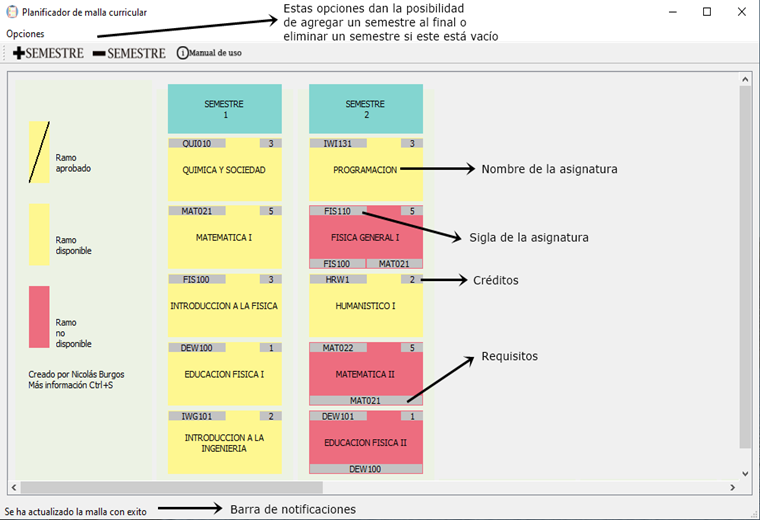 Planificador de malla curricular
Estas opciones dan la posibilidad
de agregar un semestre al final o
eliminar un semestre si este está vacío
Opciones
SEMESTRE
SEMESTRE
Manual de uso
SEMESTRE
1
SEMESTRE
2
Ramo
aprobado
Ramo
disponible
Ramo
no
disponible
Creado por Nicolás Burgos
Más información Ctrl+S
QUI010 3
QUIMICA Y SOCIEDAD
MAT021 5
MATEMATICA I
FIS100 3
INTRODUCCION A LA FISICA
DEW100 1
EDUCACION FISICA I
IWG101 2
INTRODUCCION A LA
INGENIERIA
IWI131 3
PROGRAMACION
FIS110 5
FISICA GENERAL I
FIS100 MAT021
HRW1 2
HUMANISTICO I
MAT022 5
MATEMATICA II
MAT021
DEW101 1
EDUCACION FISICA II
DEW100
Nombre de la asignatura
Sigla de la asignatura
Créditos
Requisitos
Se ha actualizado la malla con exito
Barra de notificaciones